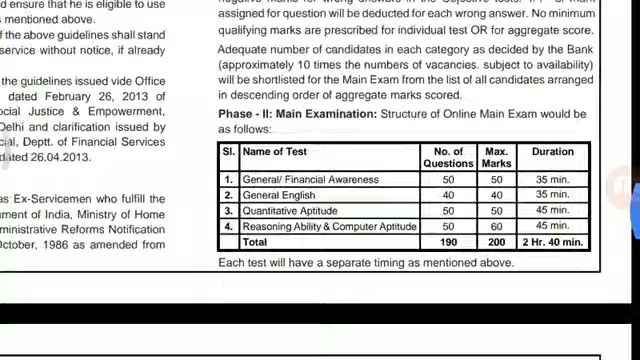 ensure that he is eligible to use
s mentioned above.
f the above guidelines shall stand
service without notice, if already
the guidelines issued vide Office
dated February 26, 2013 of
ocial Justice & Empowerment,
Delhi and clarification issued by
cial, Deptt. of Financial Services
dated 26.04.2013.
as Ex-Servicemen who fulfill the
ment of India, Ministry of Home
ministrative Reforms Notification
October, 1986 as amended from
assigned for question will be deducted for each wrong answer. No minimum
qualifying marks are prescribed for individual test OR for aggregate score.
Adequate number of candidates in each category as decided by the Bank
(approximately 10 times the numbers of vacancies. subject to availability)
will be shortlisted for the Main Exam from the list of all candidates arranged
in descending order of aggregate marks scored.
Phase - II: Main Examination: Structure of Online Main Exam would be
as follows:
Sl. Name of Test No. of Questions Max. Marks Duration
1. General/ Financial Awareness 50 50 35 min.
2. General English 40 40 35 min.
3. Quantitative Aptitude 50 50 45 min.
4. Reasoning Ability & Computer Aptitude 50 60 45 min.
Total 190 200 2 Hr. 40 min.
Each test will have a separate timing as mentioned above.